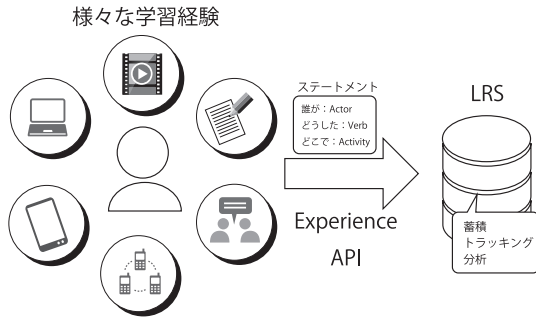 様々な学習経験
ステートメント
誰が：Actor
どうした：Verb
どこで：Activity
Experience
API
LRS
蓄積
トラッキング
分析